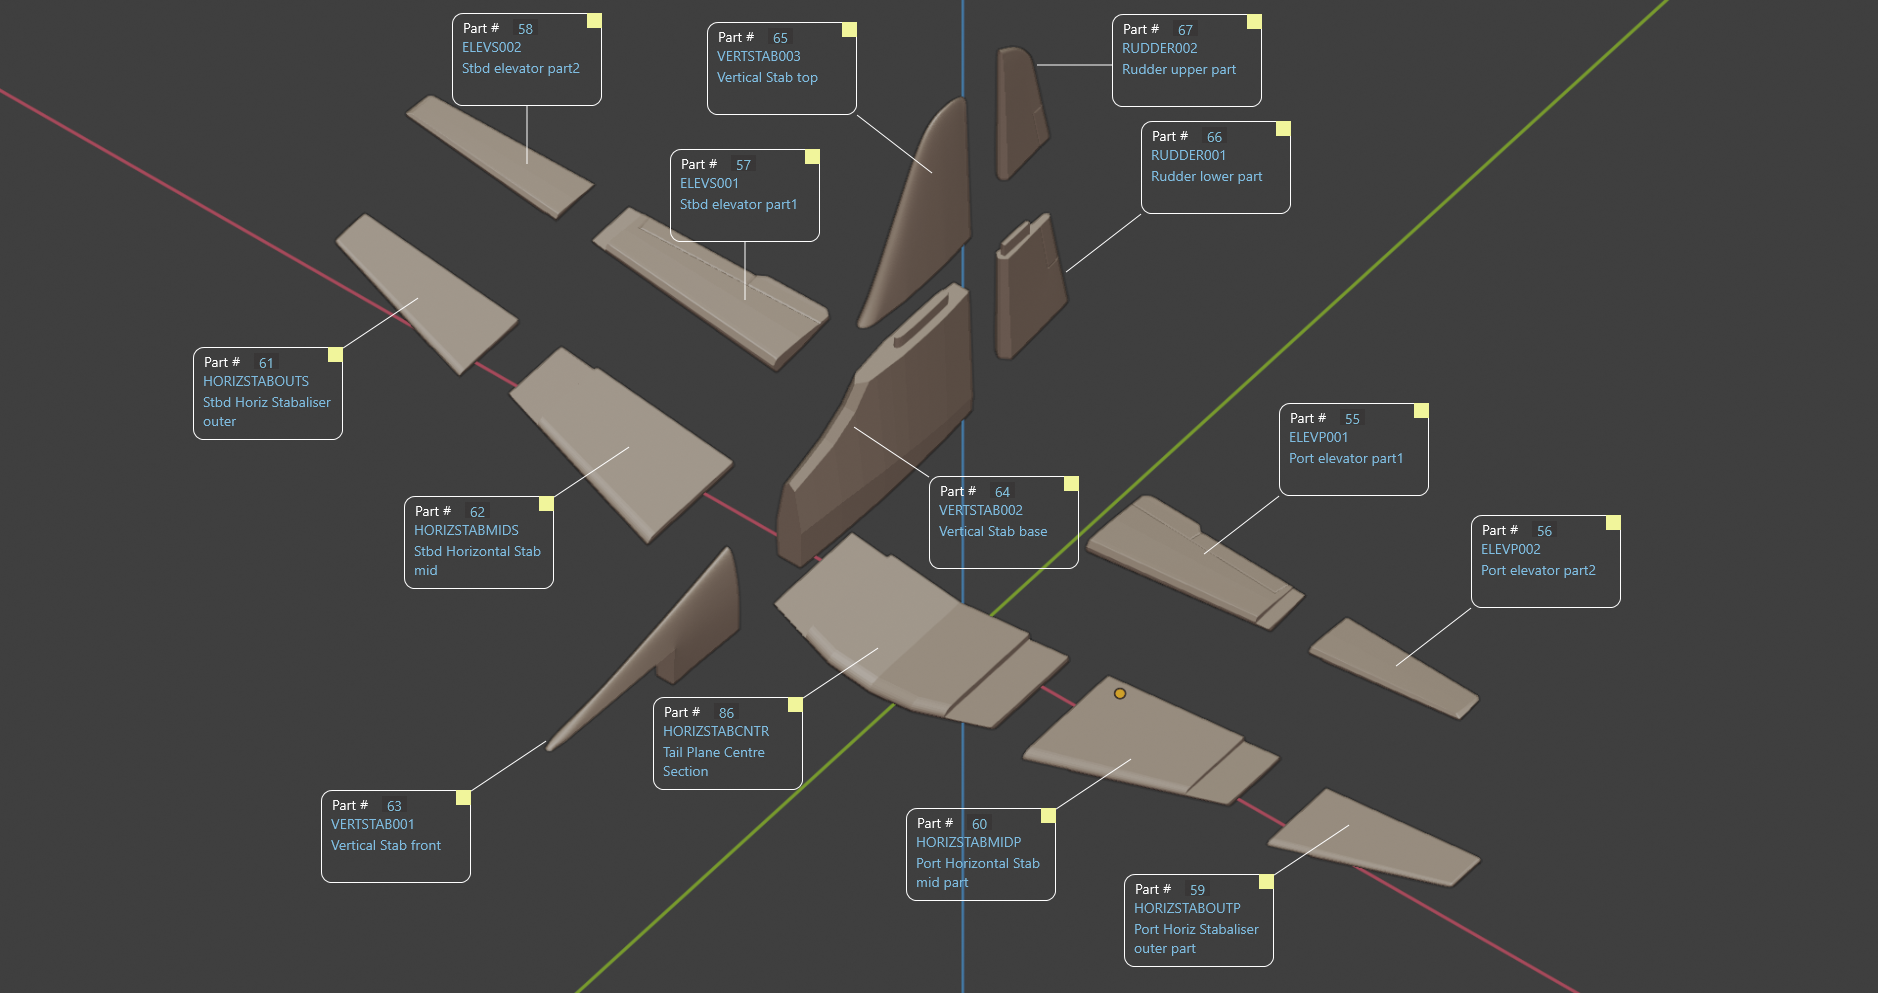 Part # 58
ELEVS002
Stbd elevator part2
Part # 65
VERTSTAB003
Vertical Stab top
Part # 67
RUDDER002
Rudder upper part
Part # 66
RUDDER001
Rudder lower part
Part # 57
ELEVS001
Stbd elevator part1
Part # 61
HORIZSTABOUTS
Stbd Horiz Stabaliser
outer
Part # 55
ELEVP001
Port elevator part1
Part # 62
HORIZSTABMIDS
Stbd Horizontal Stab
mid
Part # 64
VERTSTAB002
Vertical Stab base
Part # 56
ELEVP002
Port elevator part2
Part # 86
HORIZSTABCNTR
Tail Plane Centre
Section
Part # 63
VERTSTAB001
Vertical Stab front
Part # 60
HORIZSTABMIDP
Port Horizontal Stab
mid part
Part # 59
HORIZSTABOUTP
Port Horiz Stabaliser
outer part